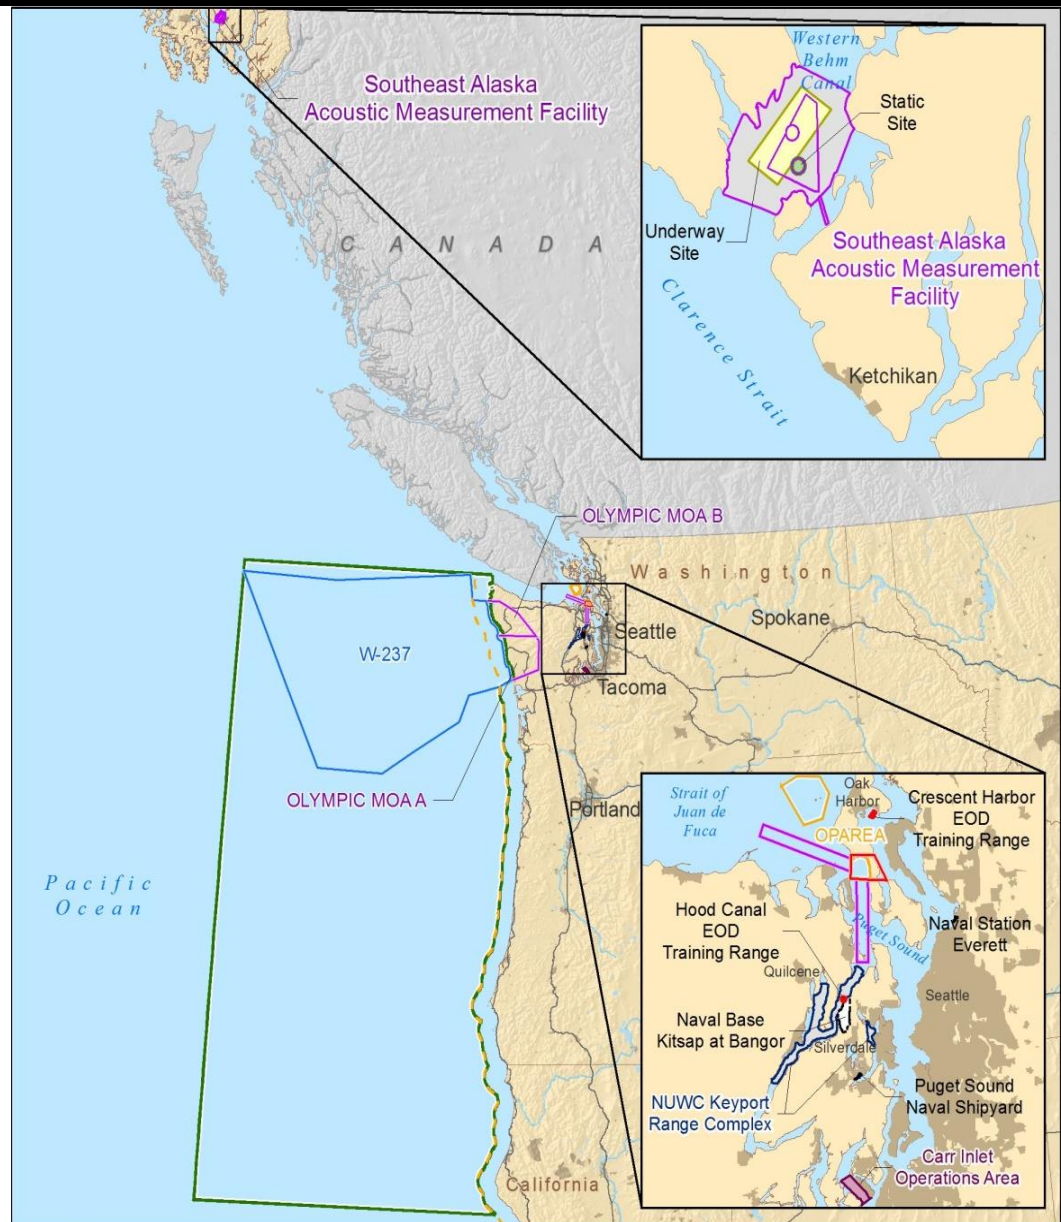 Southeast Alaska
Acoustic Measurement Facility
CANADA
Western
Behm
Canal
Static
Site
Underway
Site
Southeast Alaska
Acoustic Measurement
Facility
Clarence Strait
Ketchikan
OLYMPIC MOA B
Washington
Spokane
Seattle
W-237
Tacoma
OLYMPIC MOA A
Portland
Pacific
Ocean
California
Strait of
Juan de
Fuca
Oak
Harbor
Crescent Harbor
EOD
Training Range
OPAREA
Hood Canal
EOD
Training Range
Puget Sound
Naval Station
Everett
Quilcene
Seattle
Naval Base
Kitsap at Bangor
Silverdale
NUWC Keyport
Range Complex
Puget Sound
Naval Shipyard
Carr Inlet
Operations Area